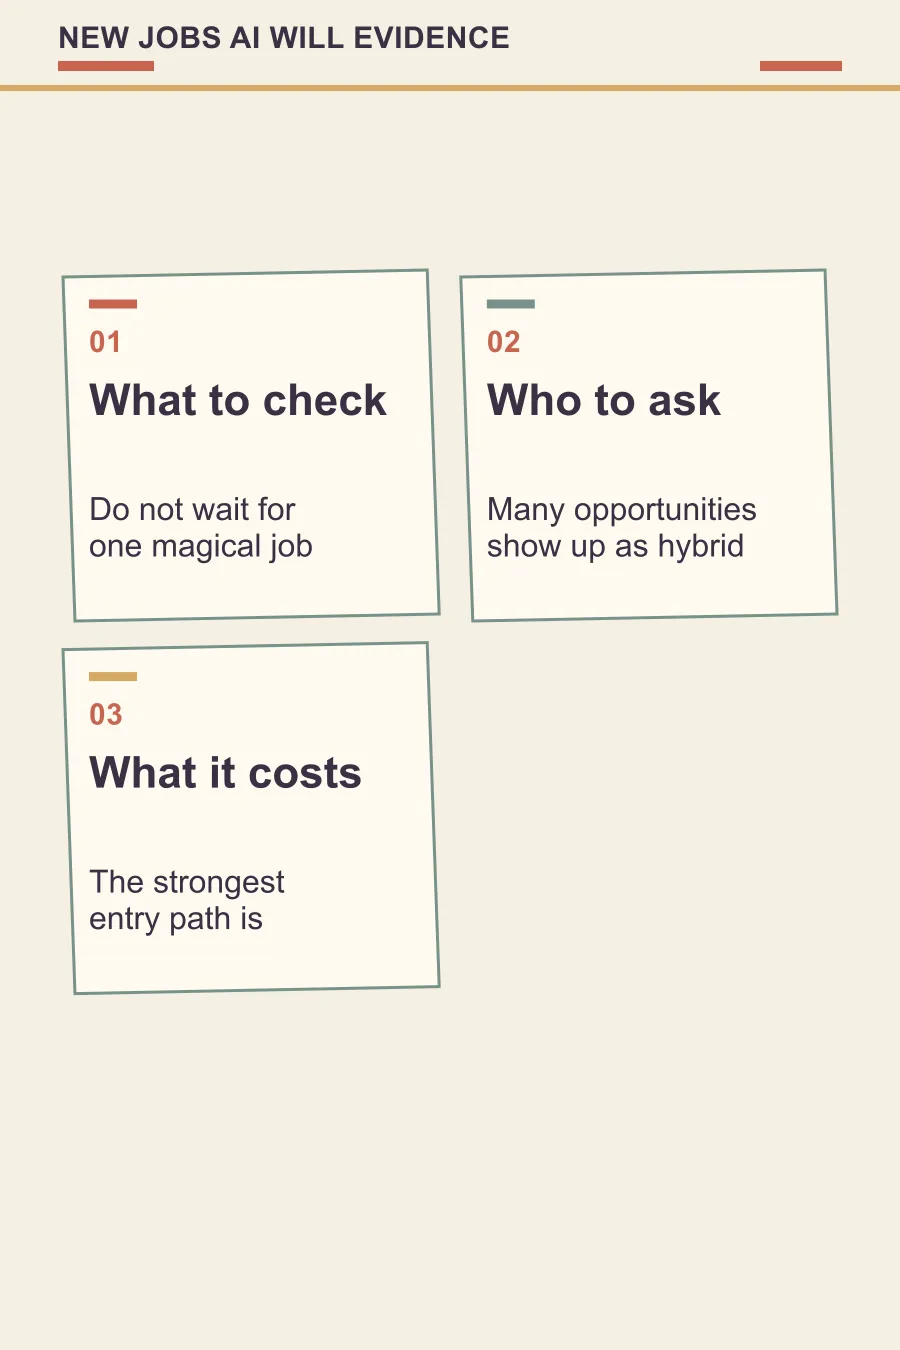 NEW JOBS AI WILL EVIDENCE
01
What to check
Do not wait for
one magical job
02
Who to ask
Many opportunities
show up as hybrid
03
What it costs
The strongest
entry path is